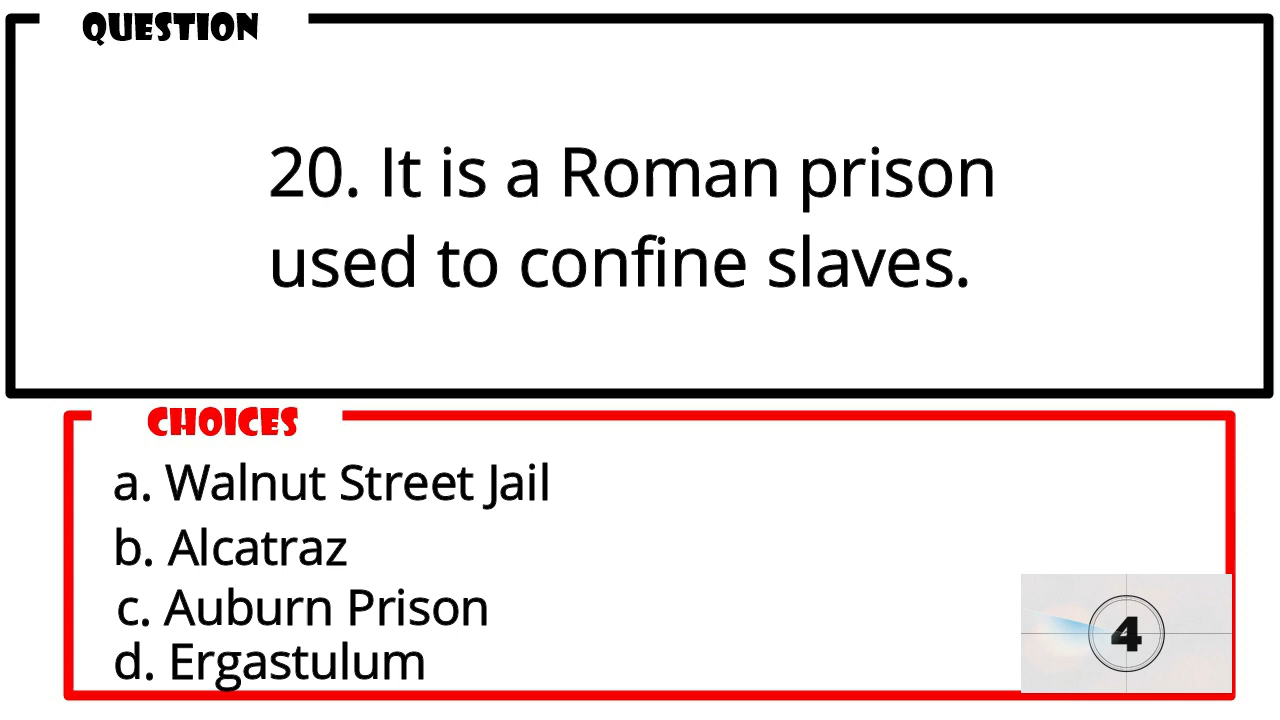 QUESTION
20. It is a Roman prison
used to confine slaves.
CHOICES
a. Walnut Street Jail
b. Alcatraz
c. Auburn Prison
d. Ergastulum
4